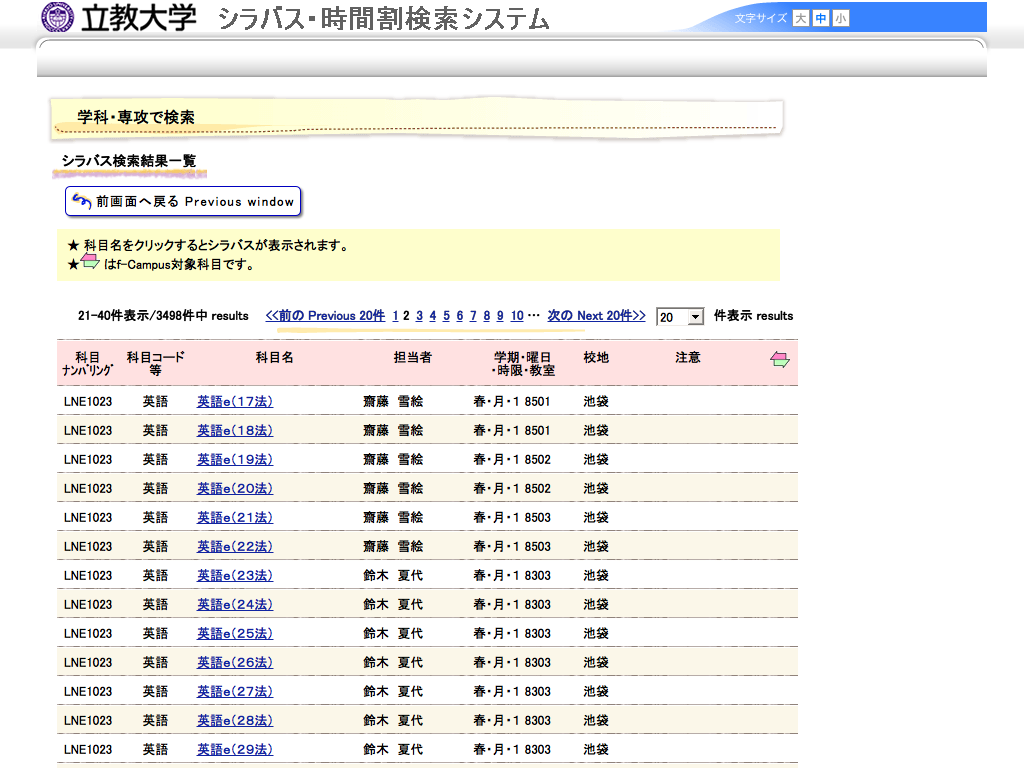 立教大学 シラバス・時間割検索システム 文字サイズ 大 中 小
学科・専攻で検索
シラバス検索結果一覧
前画面へ戻る Previous window
★ 科目名をクリックするとシラバスが表示されます。
★ はf-Campus対象科目です。
21-40件表示/3498件中 results <<前の Previous 20件 1 2 3 4 5 6 7 8 9 10 … 次の Next 20件>> 20 件表示 results
科目 科目コード 科目名 担当者 学期・曜日 校地 注意
ナンバリング 等 ・時限・教室
LNE1023 英語 英語e(17法) 齋藤 雪絵 春・月・1 8501 池袋
LNE1023 英語 英語e(18法) 齋藤 雪絵 春・月・1 8501 池袋
LNE1023 英語 英語e(19法) 齋藤 雪絵 春・月・1 8502 池袋
LNE1023 英語 英語e(20法) 齋藤 雪絵 春・月・1 8502 池袋
LNE1023 英語 英語e(21法) 齋藤 雪絵 春・月・1 8503 池袋
LNE1023 英語 英語e(22法) 齋藤 雪絵 春・月・1 8503 池袋
LNE1023 英語 英語e(23法) 鈴木 夏代 春・月・1 8303 池袋
LNE1023 英語 英語e(24法) 鈴木 夏代 春・月・1 8303 池袋
LNE1023 英語 英語e(25法) 鈴木 夏代 春・月・1 8303 池袋
LNE1023 英語 英語e(26法) 鈴木 夏代 春・月・1 8303 池袋
LNE1023 英語 英語e(27法) 鈴木 夏代 春・月・1 8303 池袋
LNE1023 英語 英語e(28法) 鈴木 夏代 春・月・1 8303 池袋
LNE1023 英語 英語e(29法) 鈴木 夏代 春・月・1 8303 池袋